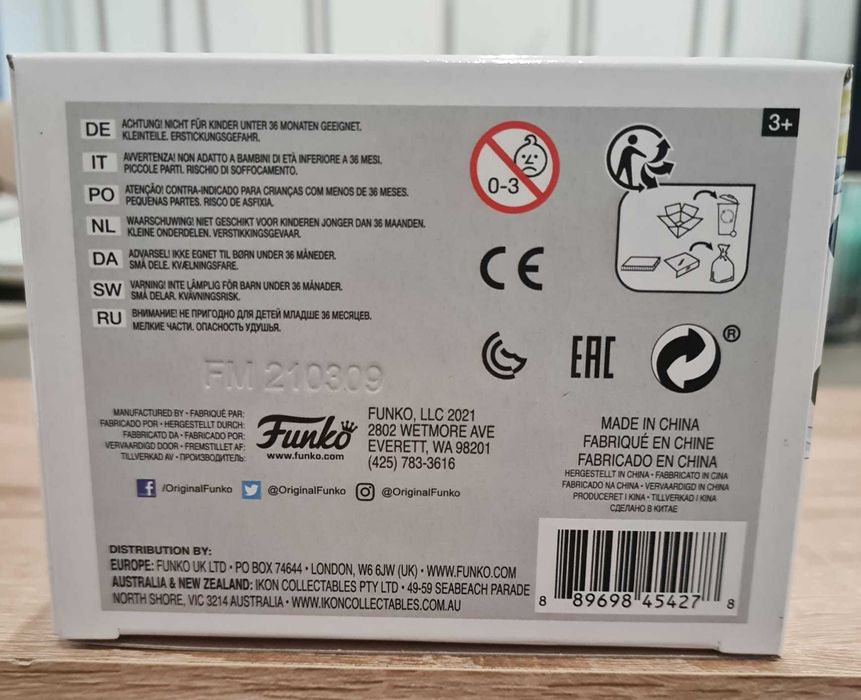 DE ACHTUNG! NICHT FÜR KINDER UNTER 36 MONATEN GEEIGNET.
KLEINTEILE. ERSTICKUNGSGEFAHR.
IT AVVERTENZA! NON ADATTO A BAMBINI DI ETÀ INFERIORE A 36 MESI.
PICCOLE PARTI. RISCHIO DI SOFFOCAMENTO.
PO ATENÇÃO! CONTRA-INDICADO PARA CRIANÇAS COM MENOS DE 36 MESES.
PEQUENAS PARTES. RISCO DE ASFIXIA.
NL WAARSCHUWING! NIET GESCHIKT VOOR KINDEREN JONGER DAN 36 MAANDEN.
KLEINE ONDERDELEN. VERSTIKKINGSGEVAAR.
DA ADVARSEL! IKKE EGNET TIL BØRN UNDER 36 MÅNEDER.
SMÅ DELE. KVÆLNINGSFARE.
SW VARNING! INTE LÄMPLIG FÖR BARN UNDER 36 MÅNADER.
SMÅ DELAR. KVÄVNINGSRISK.
RU ВНИМАНИЕ! НЕ ПРИГОДНО ДЛЯ ДЕТЕЙ МЛАДШЕ 36 МЕСЯЦЕВ.
МЕЛКИЕ ЧАСТИ. ОПАСНОСТЬ УДУШЬЯ.
0-3
3+
CE
EAC
®
FM 210309
MANUFACTURED BY • FABRIQUÉ PAR:
FABRICADO POR • HERGESTELLT DURCH:
FABBRICATO DA • FABRICADO POR:
VERVAARDIGD DOOR • FREMSTILLET AF:
TILLVERKAD AV • ПРОИЗВОДИТЕЛЬ:
Funko
www.funko.com
FUNKO, LLC 2021
2802 WETMORE AVE
EVERETT, WA 98201
(425) 783-3616
/OriginalFunko @OriginalFunko @OriginalFunko
MADE IN CHINA
FABRIQUÉ EN CHINE
FABRICADO EN CHINA
HERGESTELLT IN CHINA • FABBRICATO IN CINA
FABRICADO NA CHINA • VERVAARDIGD IN CHINA
PRODUCERET I KINA • TILLVERKAD I KINA
СДЕЛАНО В КИТАЕ
DISTRIBUTION BY:
EUROPE: FUNKO UK LTD • PO BOX 74644 • LONDON, W6 6JW (UK) • WWW.FUNKO.COM
AUSTRALIA & NEW ZEALAND: IKON COLLECTABLES PTY LTD • 49-59 SEABEACH PARADE
NORTH SHORE, VIC 3214 AUSTRALIA • WWW.IKONCOLLECTABLES.COM.AU
8 89698 45427 8